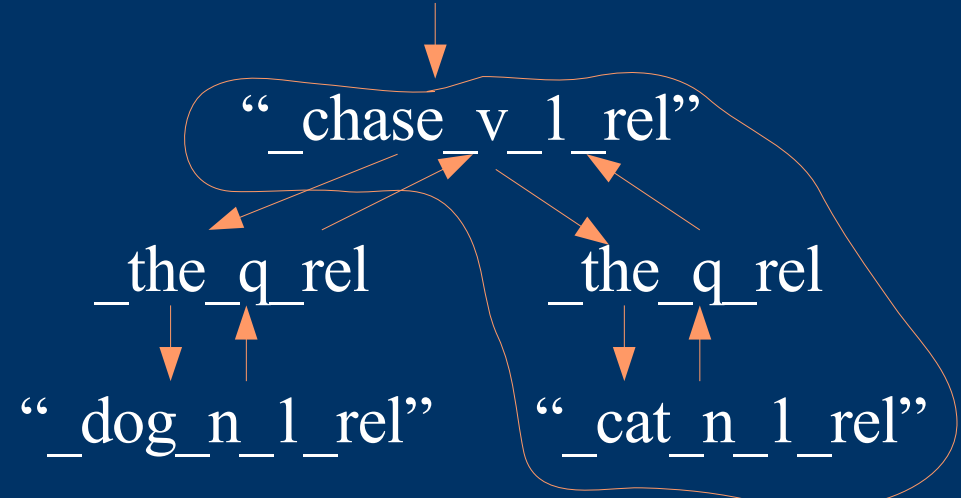 “_chase_v_1_rel”
_the_q_rel _the_q_rel
“_dog_n_1_rel” “_cat_n_1_rel”